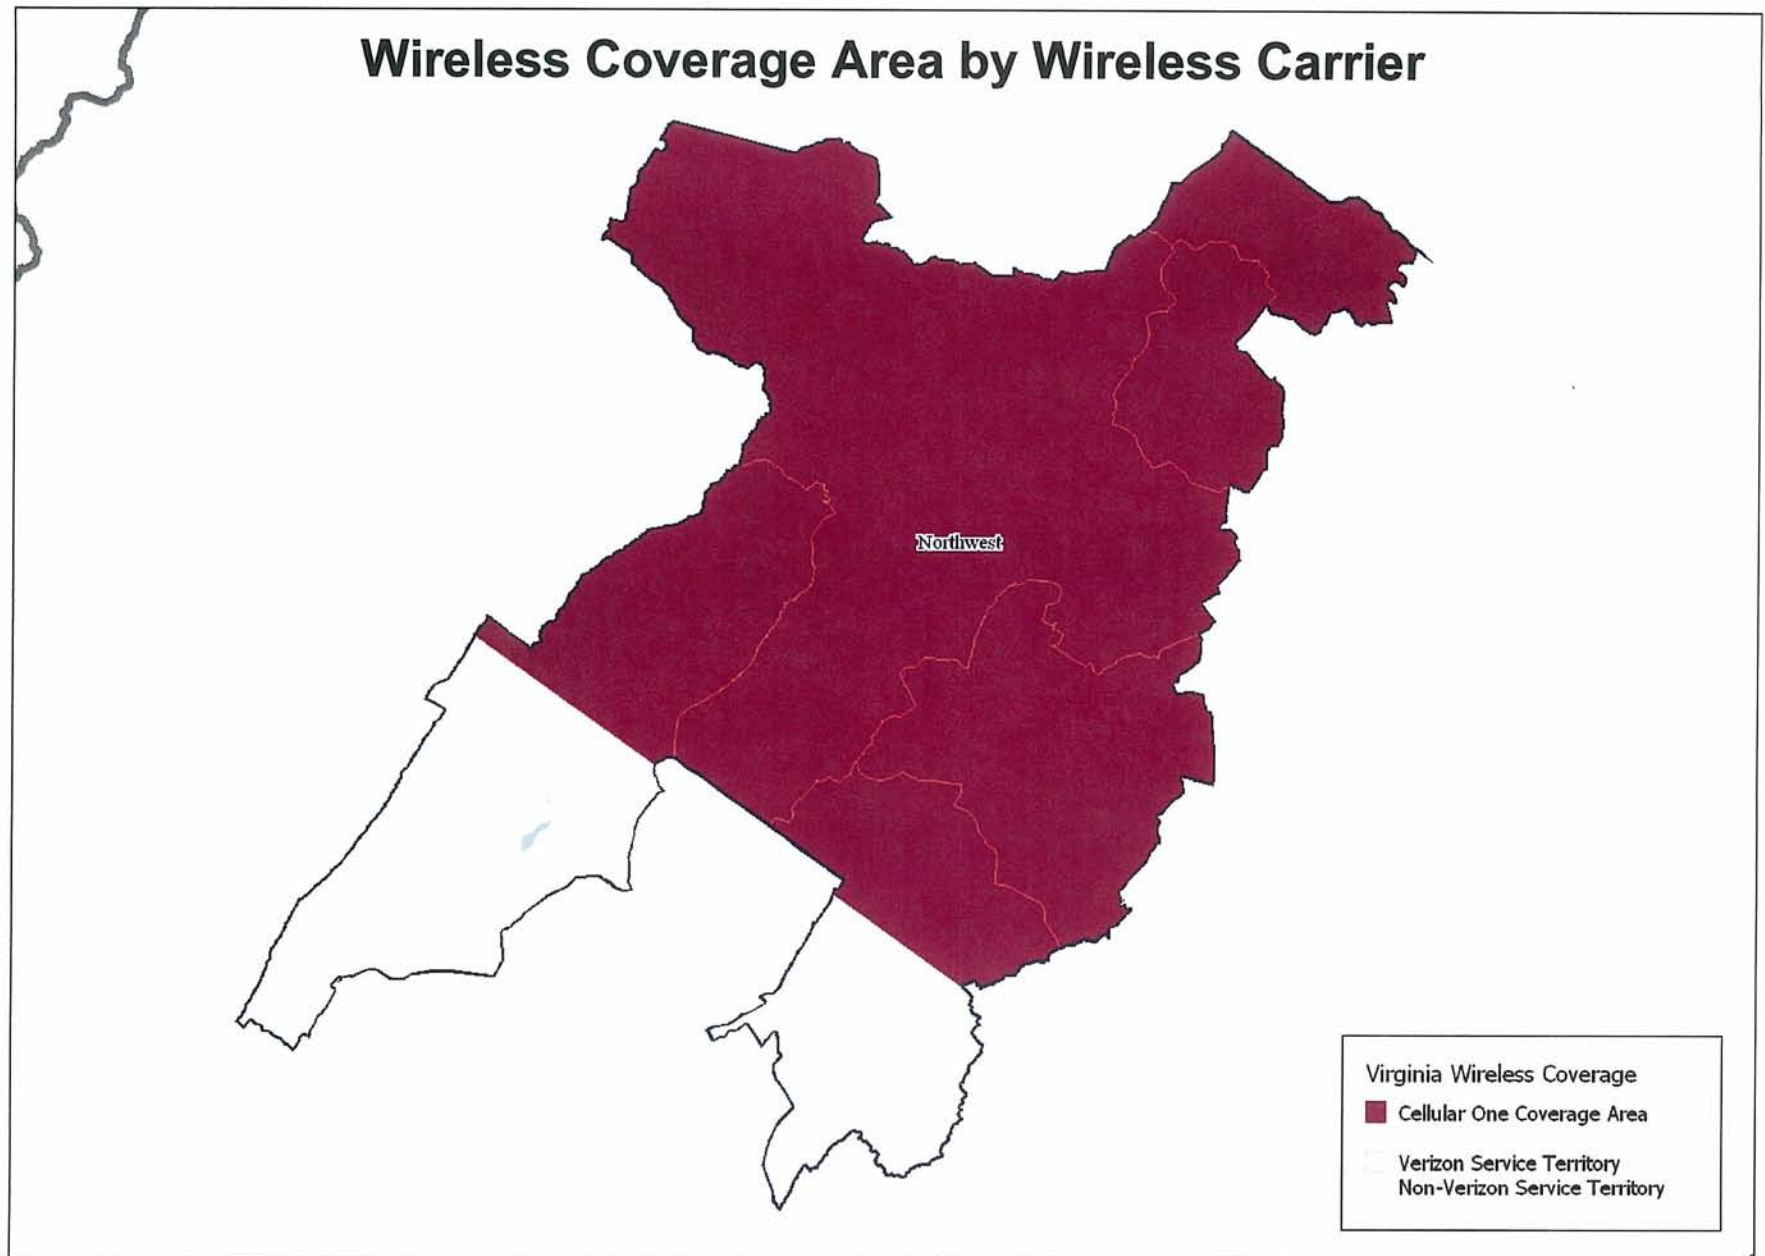 Wireless Coverage Area by Wireless Carrier
Northwest
Virginia Wireless Coverage
Cellular One Coverage Area
Verizon Service Territory
Non-Verizon Service Territory